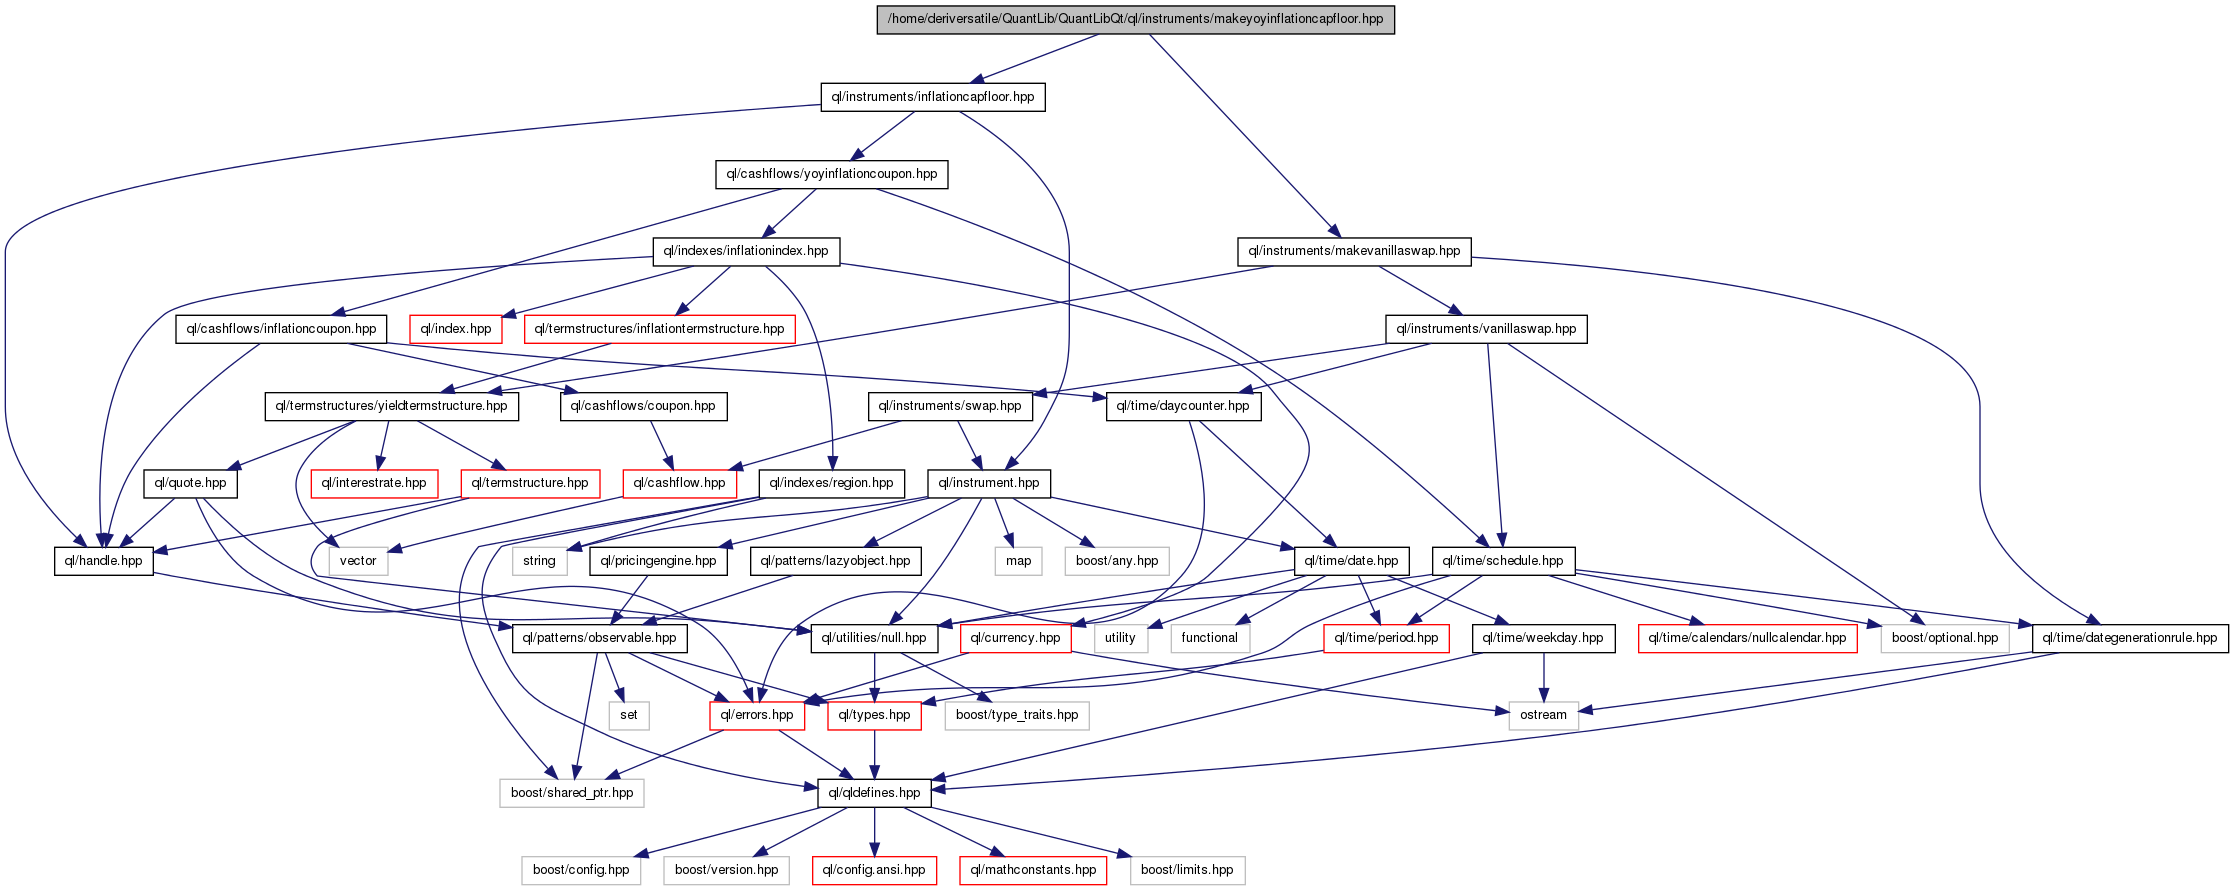 /home/deriversatile/QuantLib/QuantLibQt/ql/instruments/makeyoyinflationcapfloor.hpp
ql/instruments/inflationcapfloor.hpp
ql/cashflows/yoyinflationcoupon.hpp
ql/indexes/inflationindex.hpp
ql/instruments/makevanillaswap.hpp
ql/cashflows/inflationcoupon.hpp
ql/index.hpp
ql/termstructures/inflationtermstructure.hpp
ql/instruments/vanillaswap.hpp
ql/termstructures/yieldtermstructure.hpp
ql/cashflows/coupon.hpp
ql/instruments/swap.hpp
ql/time/daycounter.hpp
ql/quote.hpp
ql/interestrate.hpp
ql/termstructure.hpp
ql/cashflow.hpp
ql/indexes/region.hpp
ql/instrument.hpp
ql/handle.hpp
vector
string
ql/pricingengine.hpp
ql/patterns/lazyobject.hpp
map
boost/any.hpp
ql/time/date.hpp
ql/time/schedule.hpp
ql/patterns/observable.hpp
ql/utilities/null.hpp
ql/currency.hpp
utility
functional
ql/time/period.hpp
ql/time/weekday.hpp
ql/time/calendars/nullcalendar.hpp
boost/optional.hpp
ql/time/dategenerationrule.hpp
set
ql/errors.hpp
ql/types.hpp
boost/type_traits.hpp
ostream
boost/shared_ptr.hpp
ql/qldefines.hpp
boost/config.hpp
boost/version.hpp
ql/config.ansi.hpp
ql/mathconstants.hpp
boost/limits.hpp